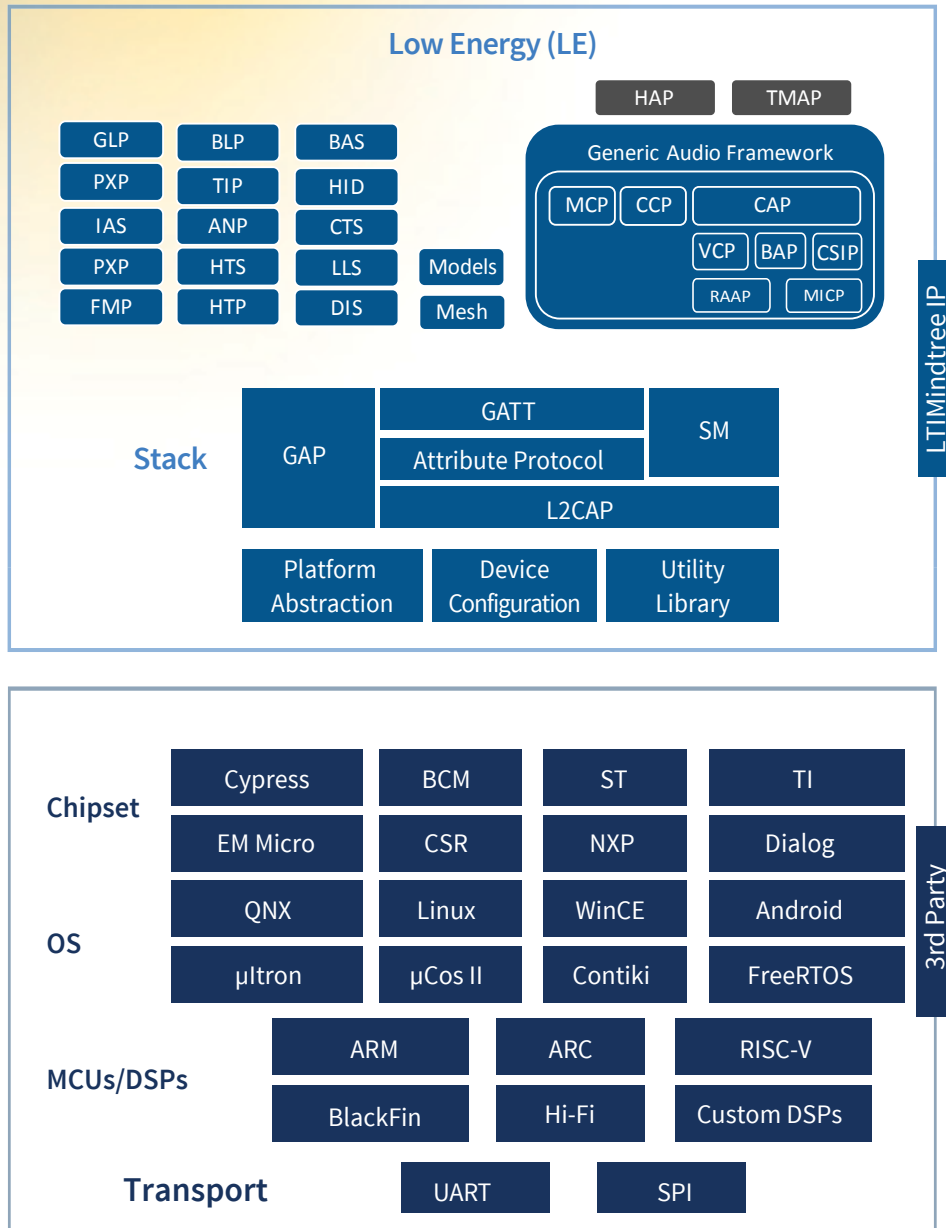 Low Energy (LE)
HAP TMAP
GLP BLP BAS
PXP TIP HID
IAS ANP CTS
PXP HTS LLS
FMP HTP DIS
Models
Mesh
Generic Audio Framework
MCP CCP CAP
VCP BAP CSIP
RAAP MICP
LTIMindtree IP
Stack
GAP
GATT
Attribute Protocol
SM
L2CAP
Platform
Abstraction
Device
Configuration
Utility
Library
Chipset
Cypress BCM ST TI
EM Micro CSR NXP Dialog
OS
QNX Linux WinCE Android
µItron µCos II Contiki FreeRTOS
3rd Party
MCUs/DSPs
ARM ARC RISC-V
BlackFin Hi-Fi Custom DSPs
Transport
UART SPI